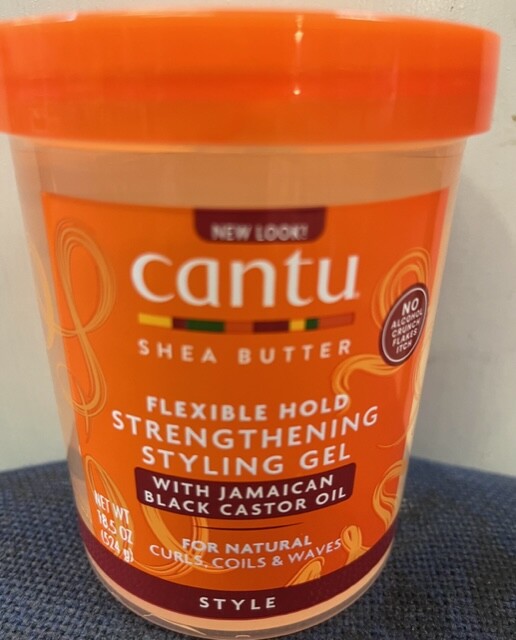 NEW LOOK!
cantu
SHEA BUTTER
NO
ALCOHOL
CRUNCH
FLAKES
ITCH
FLEXIBLE HOLD
STRENGTHENING
STYLING GEL
WITH JAMAICAN
BLACK CASTOR OIL
NET WT
18.5 OZ
(524 g)
FOR NATURAL
CURLS, COILS & WAVES
STYLE